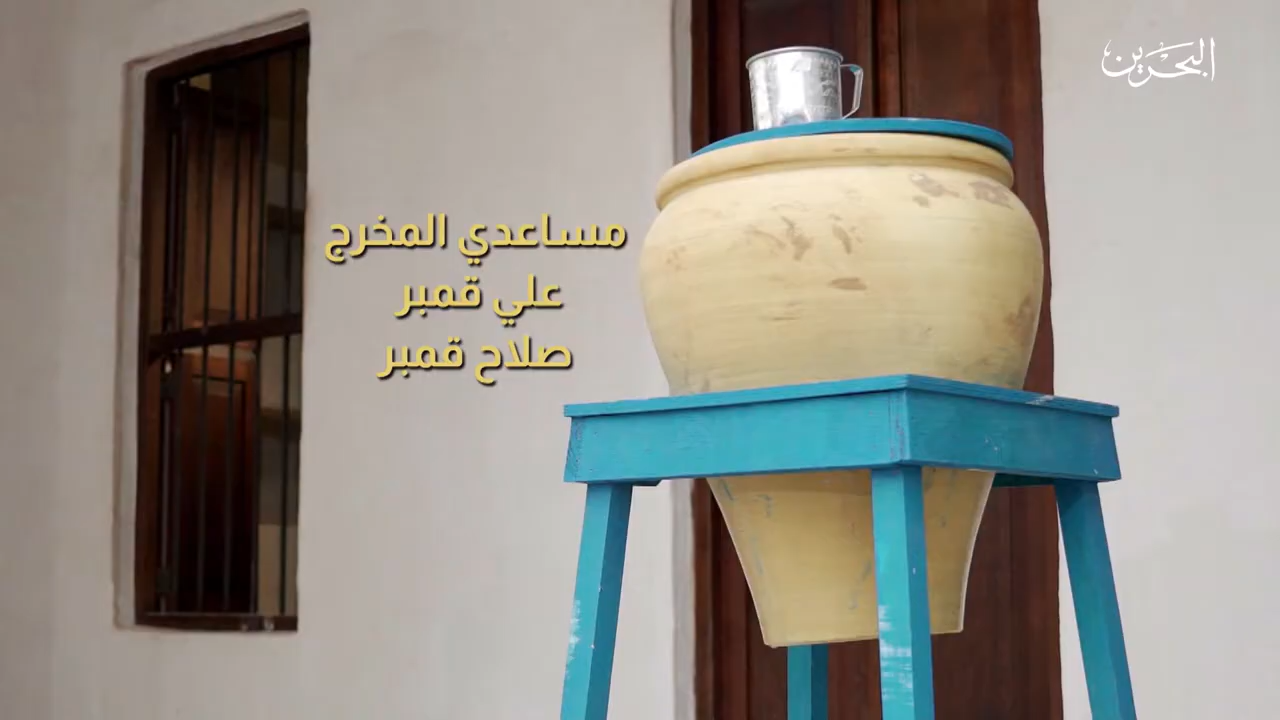 البحرين
مساعدي المخرج
علي قمبر
صلاح قمبر